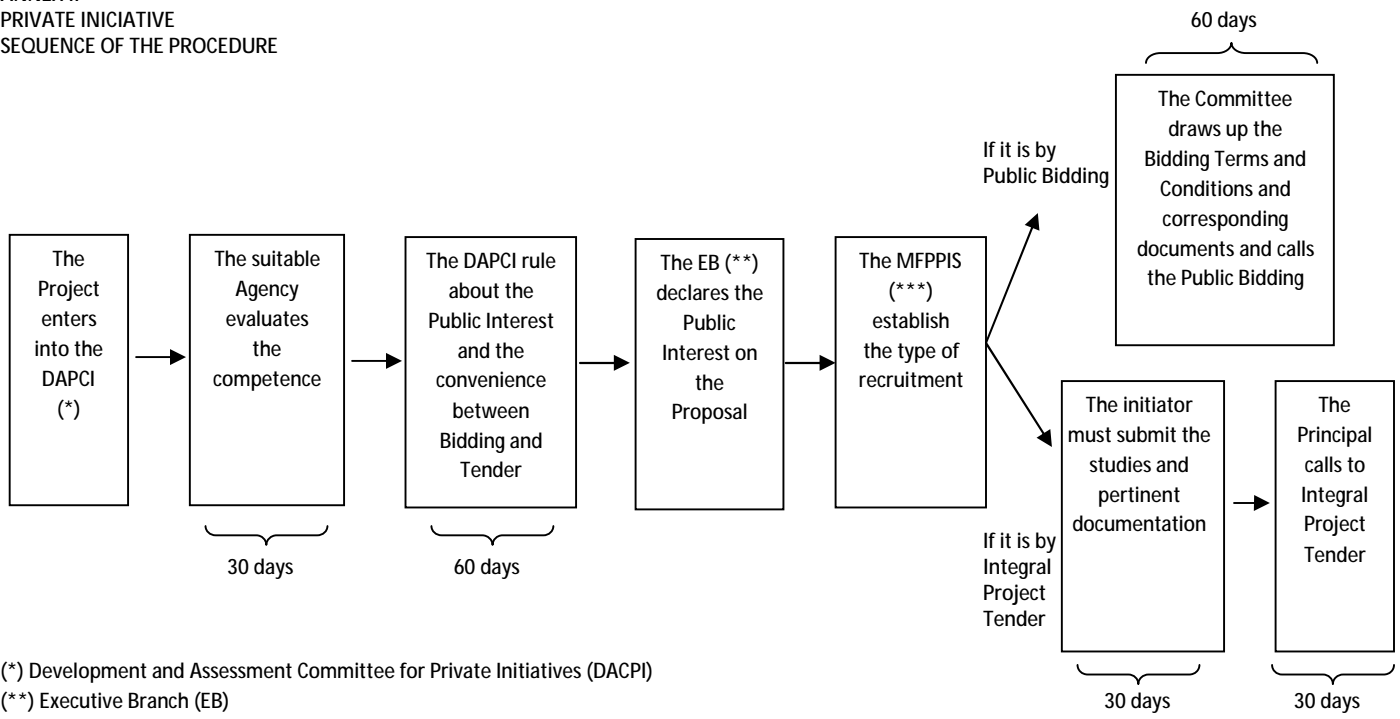 PRIVATE INICIATIVE
SEQUENCE OF THE PROCEDURE
The
Project
enters
into the
DAPCI
(*)
The suitable
Agency
evaluates
the
competence
30 days
The DAPCI rule
about the
Public Interest
and the
convenience
between
Bidding and
Tender
60 days
The EB (**)
declares the
Public
Interest on
the
Proposal
The MFPPIS
(***)
establish
the type of
recruitment
If it is by
Public Bidding
60 days
The Committee
draws up the
Bidding Terms and
Conditions and
corresponding
documents and calls
the Public Bidding
If it is by
Integral
Project
Tender
The initiator
must submit the
studies and
pertinent
documentation
30 days
The
Principal
calls to
Integral
Project
Tender
30 days
(*) Development and Assessment Committee for Private Initiatives (DACPI)
(**) Executive Branch (EB)